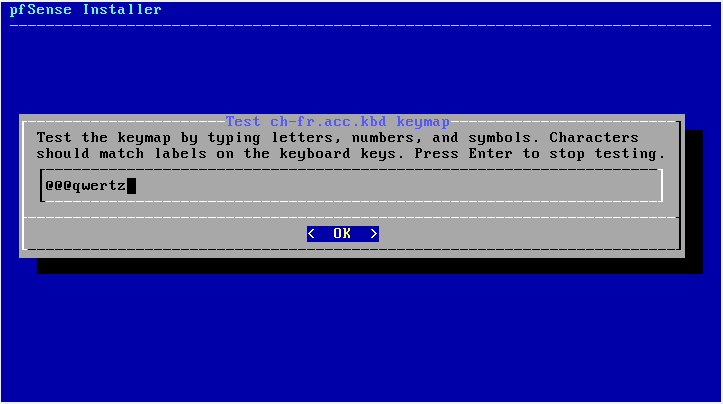 pfSense Installer
Test ch-fr.acc.kbd keymap
Test the keymap by typing letters, numbers, and symbols. Characters
should match labels on the keyboard keys. Press Enter to stop testing.
@@@qwertz
< OK >